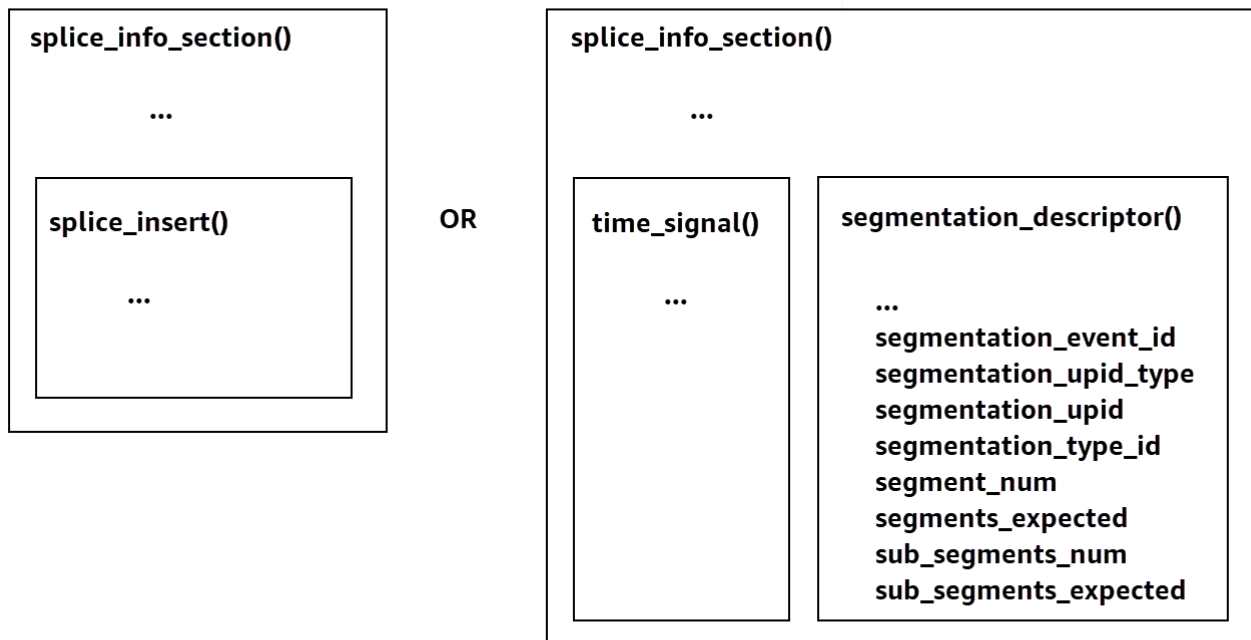 splice_info_section()
...
splice_insert()
...
OR
splice_info_section()
...
time_signal()
...
segmentation_descriptor()
...
segmentation_event_id
segmentation_upid_type
segmentation_upid
segmentation_type_id
segment_num
segments_expected
sub_segments_num
sub_segments_expected